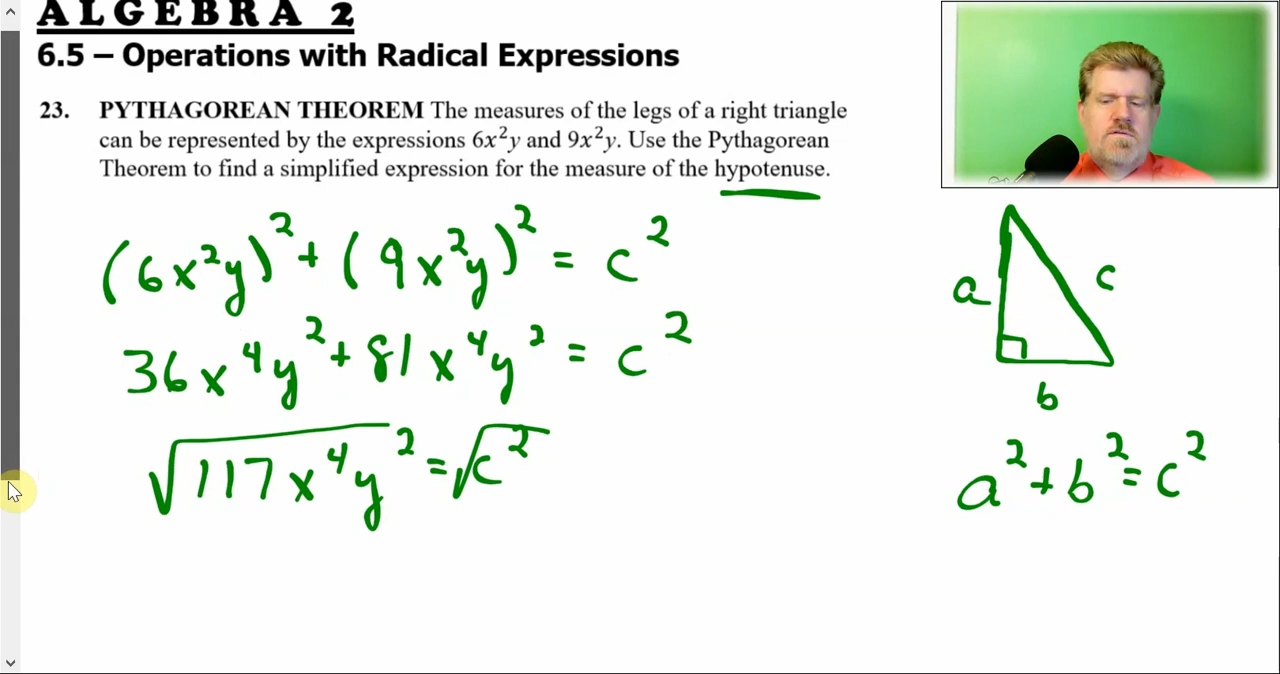 ALGEBRA 2
6.5 – Operations with Radical Expressions
23. PYTHAGOREAN THEOREM The measures of the legs of a right triangle
can be represented by the expressions 6x²y and 9x²y. Use the Pythagorean
Theorem to find a simplified expression for the measure of the hypotenuse.
(6x²y)² + (9x²y)² = c²
36x⁴y² + 81x⁴y² = c²
√117x⁴y² = √c²
a
c
b
a² + b² = c²